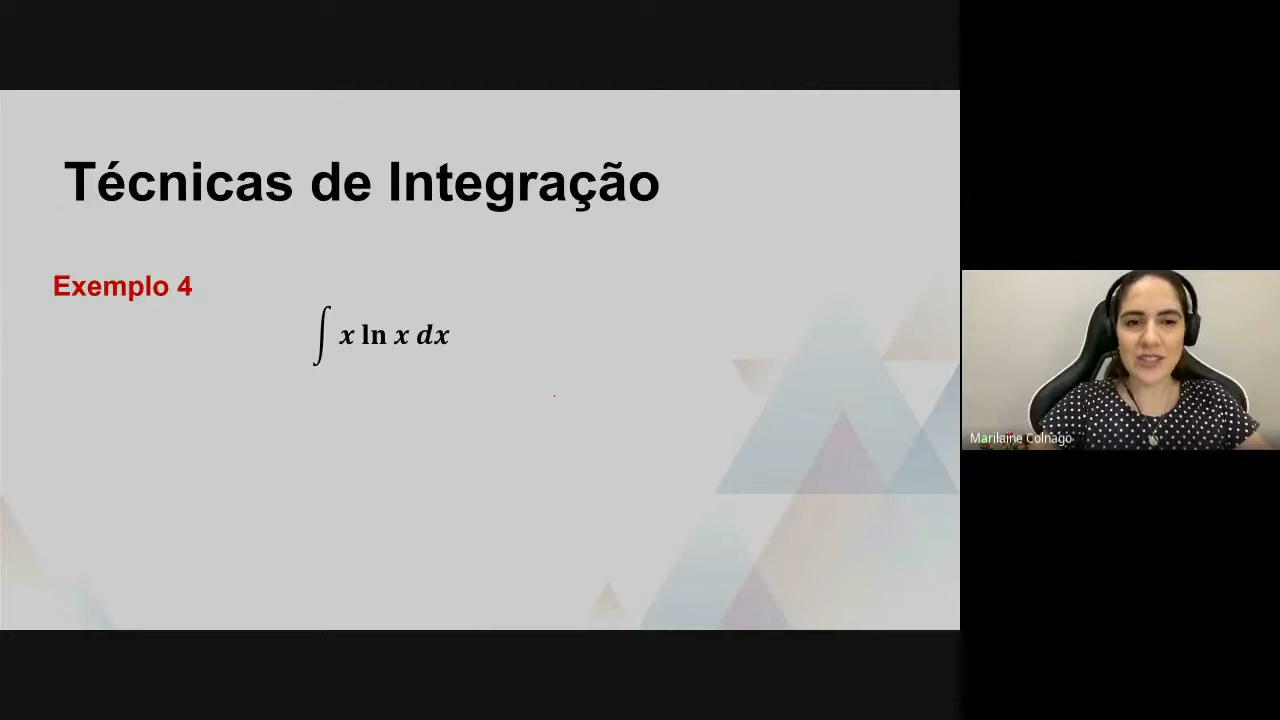 Técnicas de Integração
Exemplo 4
∫ x ln x dx
Marilaine Colnago